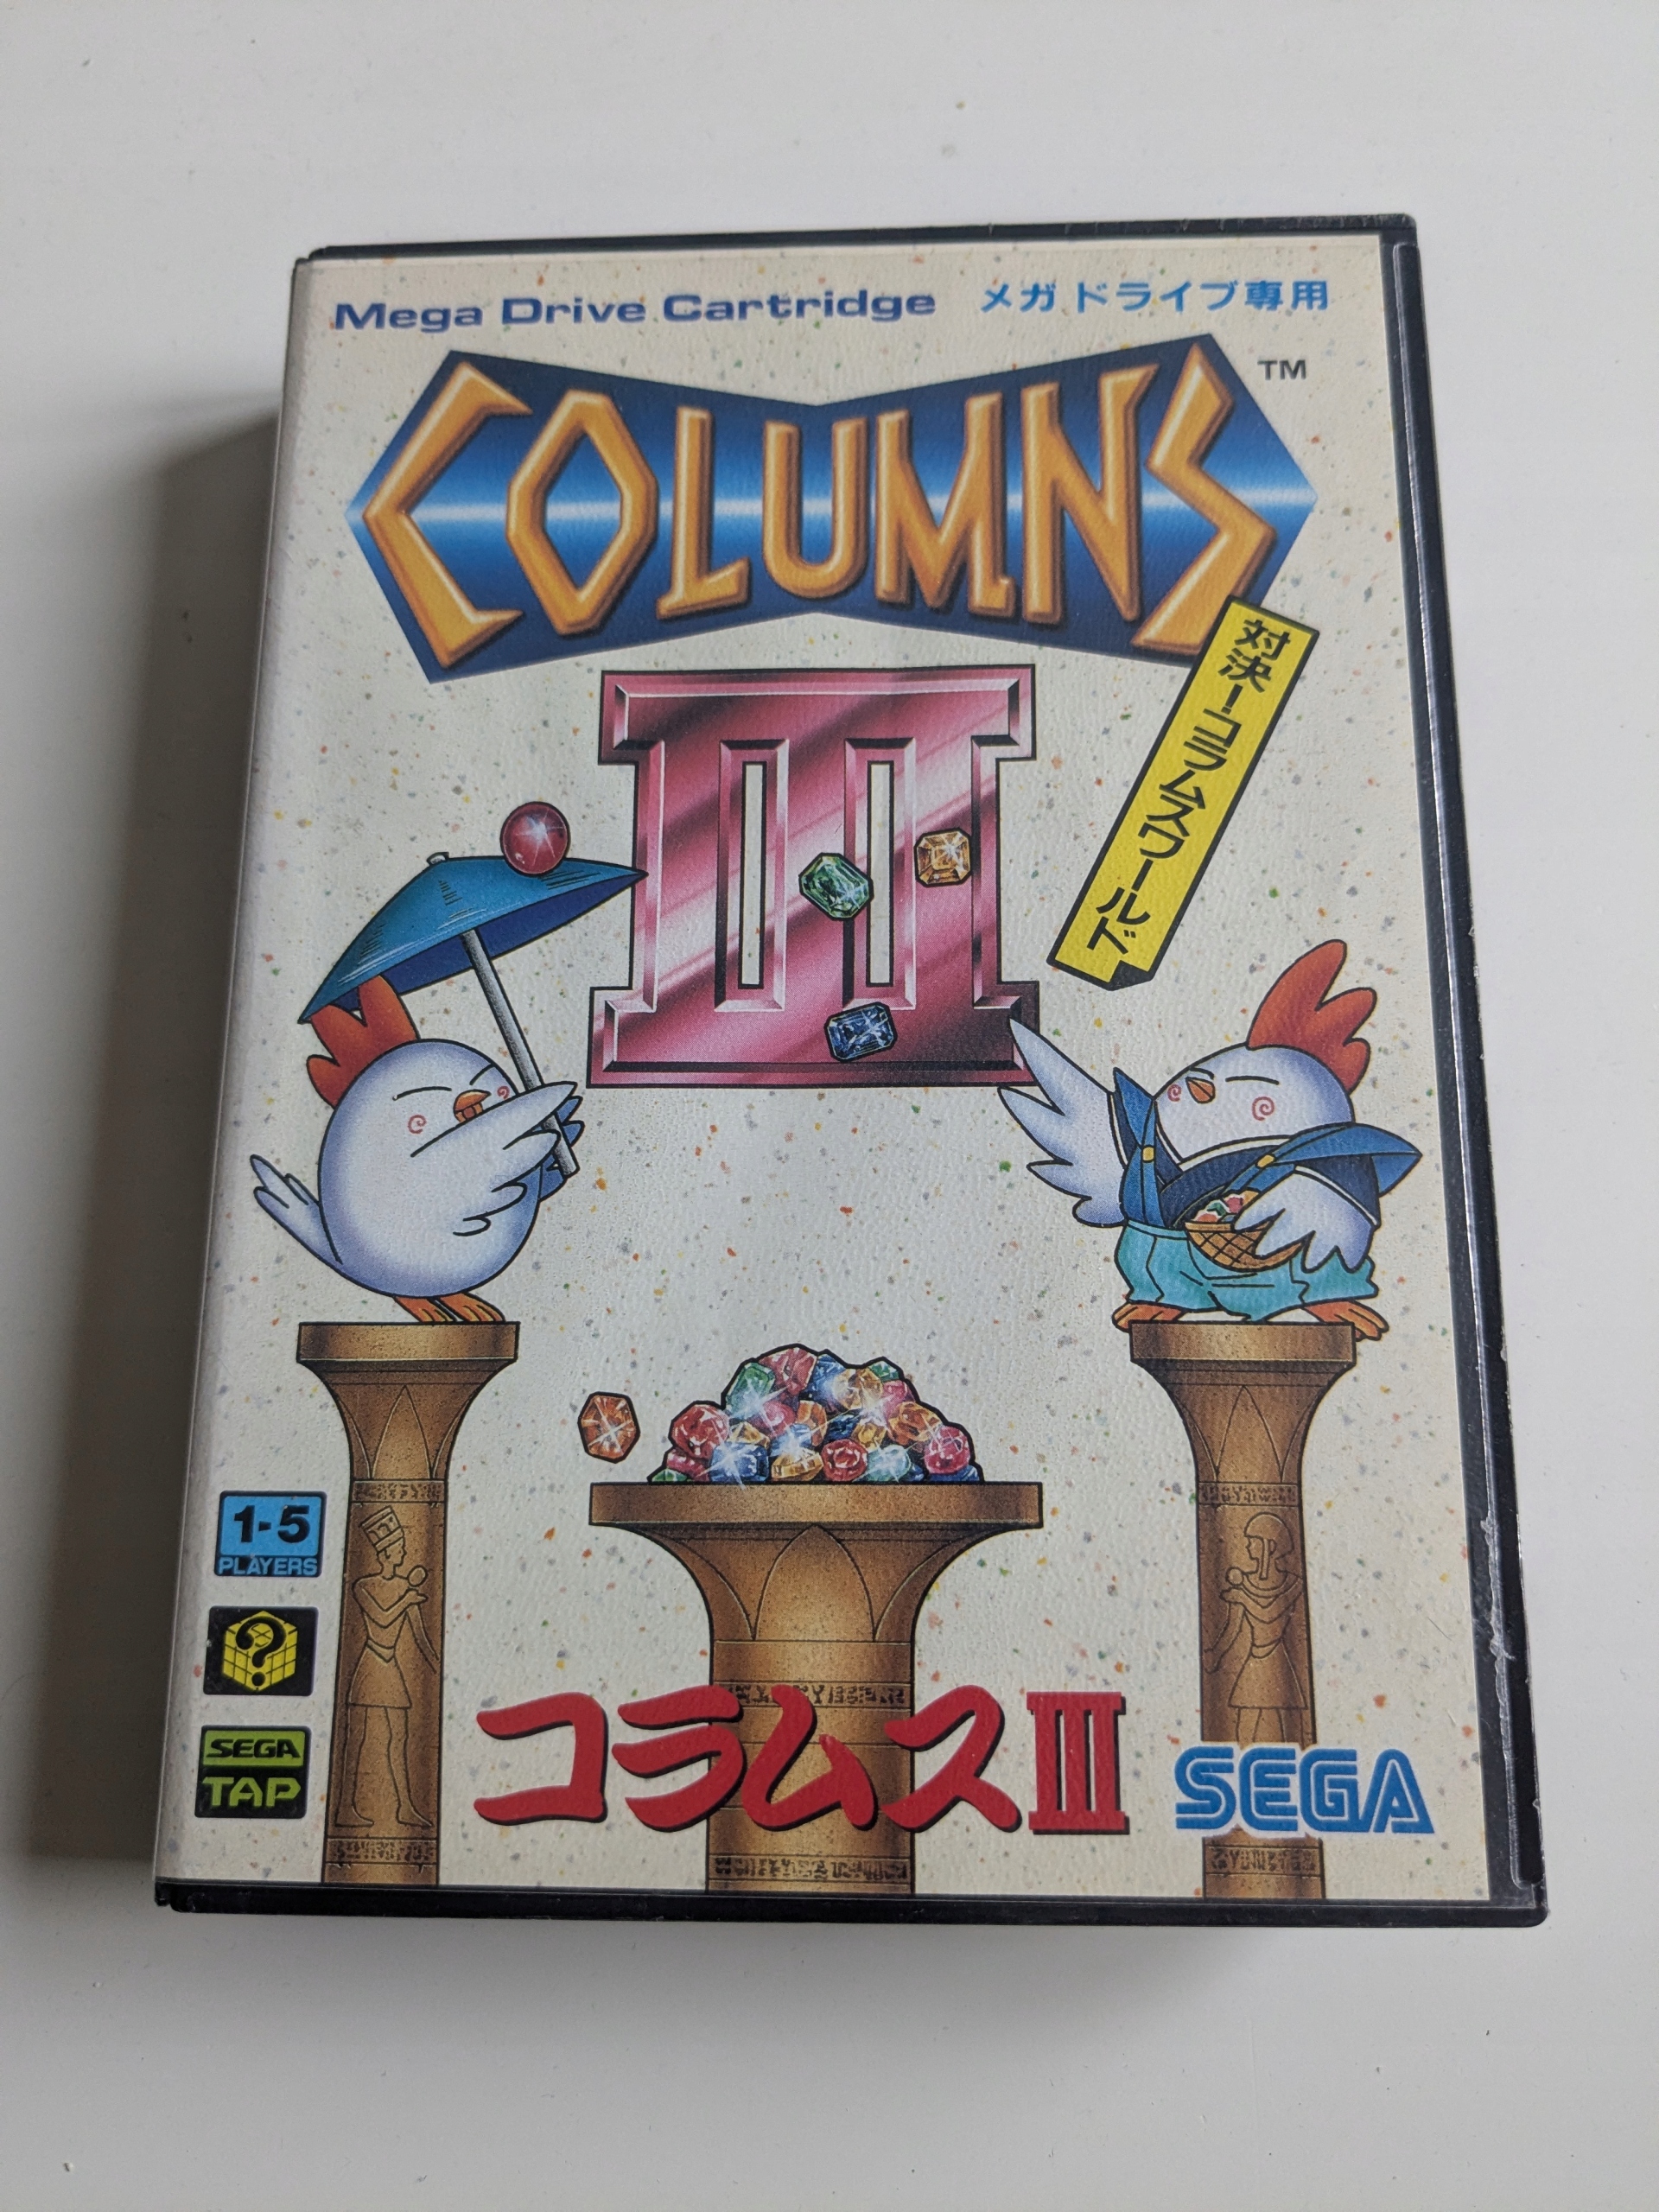 Mega Drive Cartridge メガドライブ専用
COLUMNS TM
III
対決!コラムスワールド
1-5
PLAYERS
?
SEGA
TAP
コラムスIII
SEGA